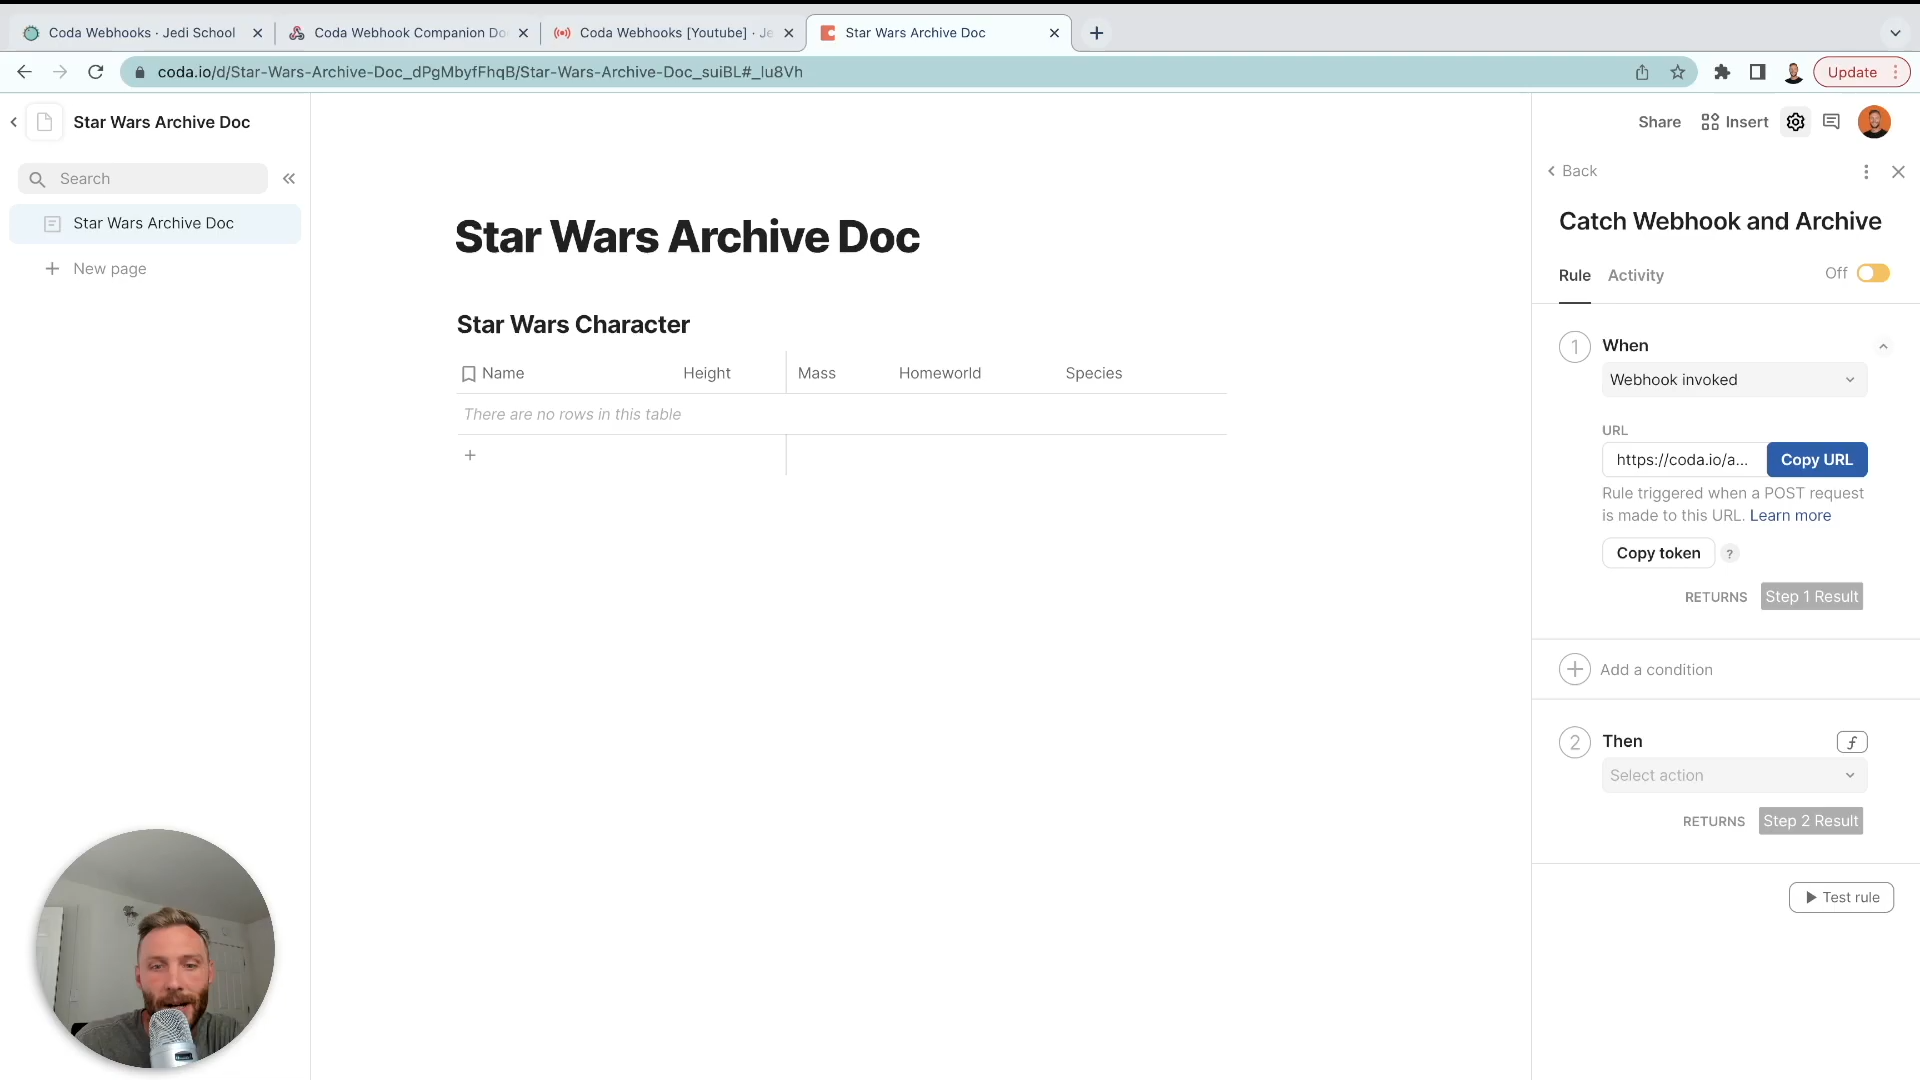 Coda Webhooks · Jedi School
Coda Webhook Companion Do
Coda Webhooks [Youtube] · Je
Star Wars Archive Doc
coda.io/d/Star-Wars-Archive-Doc_dPgMbyfFhqB/Star-Wars-Archive-Doc_suiBL#_lu8Vh
Update
Star Wars Archive Doc
Share
Insert
Search
Back
Star Wars Archive Doc
New page
Star Wars Archive Doc
Star Wars Character
Name Height Mass Homeworld Species
There are no rows in this table
Catch Webhook and Archive
Rule Activity Off
1 When
Webhook invoked
URL
https://coda.io/a... Copy URL
Rule triggered when a POST request
is made to this URL. Learn more
Copy token ?
RETURNS Step 1 Result
Add a condition
2 Then f
Select action
RETURNS Step 2 Result
Test rule